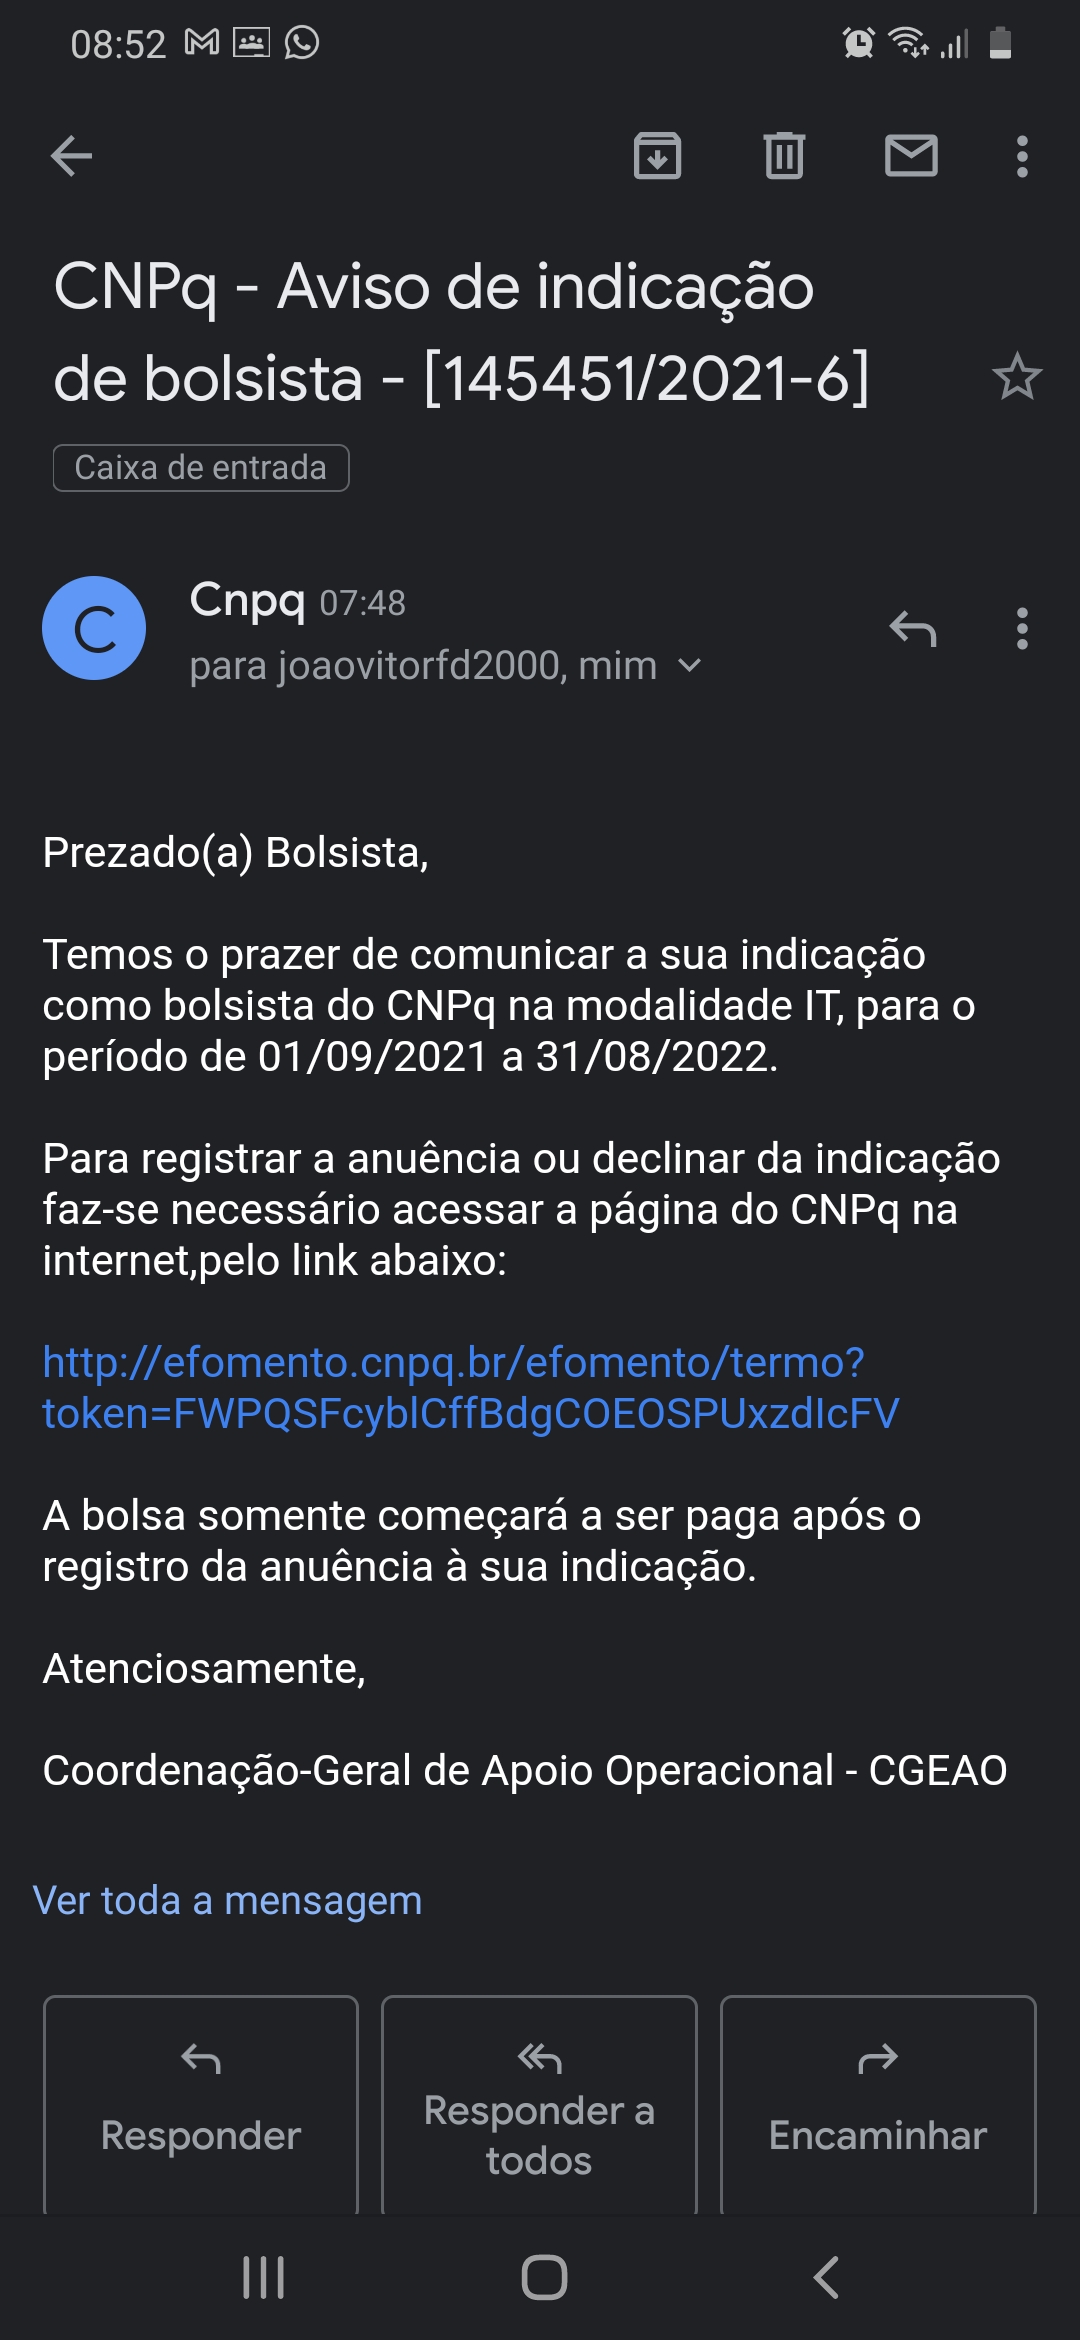 08:52
CNPq - Aviso de indicação
de bolsista - [145451/2021-6]
Caixa de entrada
C
Cnpq 07:48
para joaovitorfd2000, mim
Prezado(a) Bolsista,
Temos o prazer de comunicar a sua indicação
como bolsista do CNPq na modalidade IT, para o
período de 01/09/2021 a 31/08/2022.
Para registrar a anuência ou declinar da indicação
faz-se necessário acessar a página do CNPq na
internet,pelo link abaixo:
http://efomento.cnpq.br/efomento/termo?
token=FWPQSFcyblCffBdgCOEOSPUxzdIcFV
A bolsa somente começará a ser paga após o
registro da anuência à sua indicação.
Atenciosamente,
Coordenação-Geral de Apoio Operacional - CGEAO
Ver toda a mensagem
Responder
Responder a
todos
Encaminhar